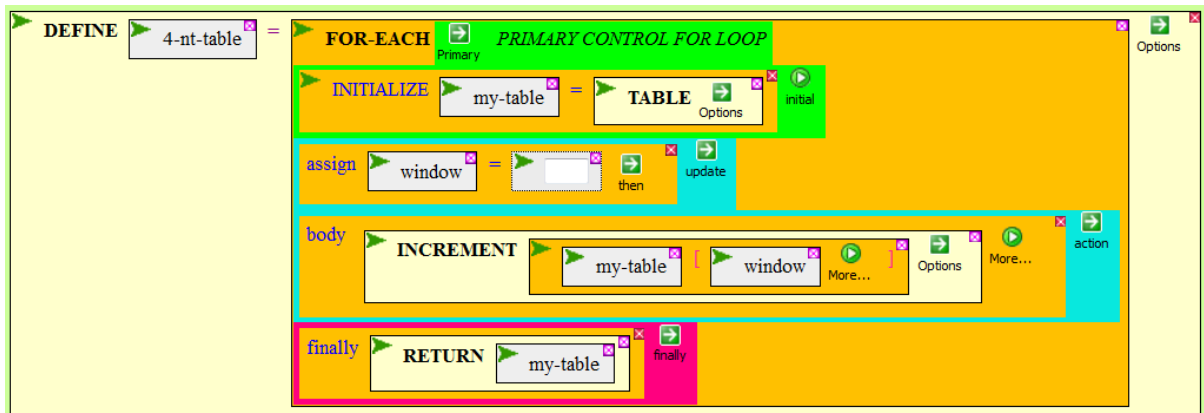 DEFINE 4-nt-table = FOR-EACH Primary PRIMARY CONTROL FOR LOOP Options
INITIALIZE my-table = TABLE Options initial
assign window = then update
body INCREMENT my-table [ window More... ] Options More... action
finally RETURN my-table finally